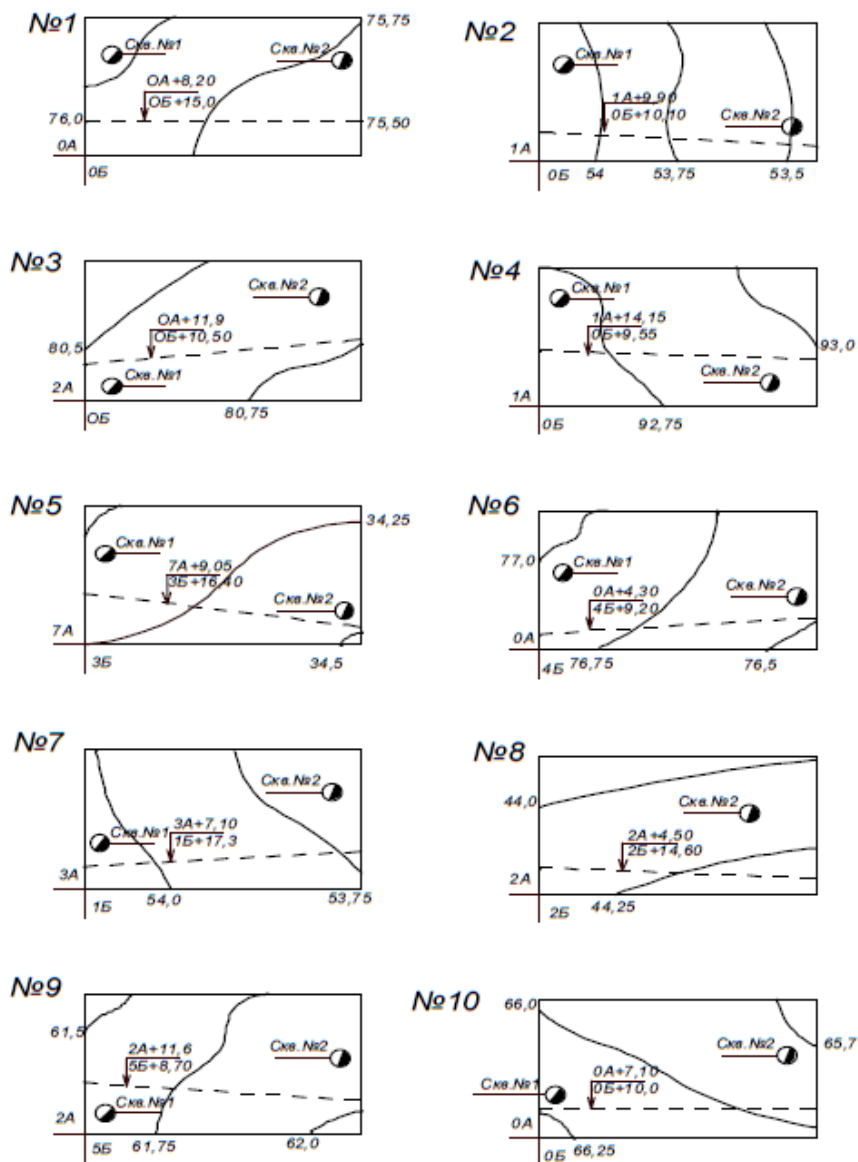 №1
75,75
Скв.№1
Скв.№2
0А+8,20
0Б+15,0
76,0
75,50
0А
0Б
№2
Скв.№1
1А+9,90
0Б+10,10
Скв.№2
1А
0Б
54
53,75
53,5
№3
Скв.№2
0А+11,9
0Б+10,50
80,5
Скв.№1
2А
0Б
80,75
№4
Скв.№1
1А+14,15
0Б+9,55
93,0
Скв.№2
1А
0Б
92,75
№5
34,25
Скв.№1
7А+9,05
3Б+16,40
Скв.№2
7А
3Б
34,5
№6
77,0
Скв.№1
0А+4,30
4Б+9,20
Скв.№2
0А
4Б
76,75
76,5
№7
Скв.№2
Скв.№1
3А+7,10
1Б+17,3
3А
1Б
54,0
53,75
№8
44,0
Скв.№2
2А+4,50
2Б+14,60
2А
2Б
44,25
№9
61,5
Скв.№2
2А+11,6
5Б+8,70
Скв.№1
2А
5Б
61,75
62,0
№10
66,0
65,7
Скв.№2
Скв.№1
0А+7,10
0Б+10,0
0А
0Б
66,25